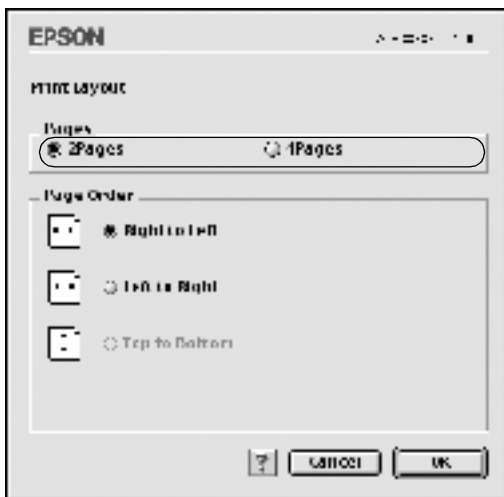 EPSON
Print Layout
Pages
2Pages 4Pages
Page Order
Right to Left
Left to Right
Top to Bottom
? Cancel OK